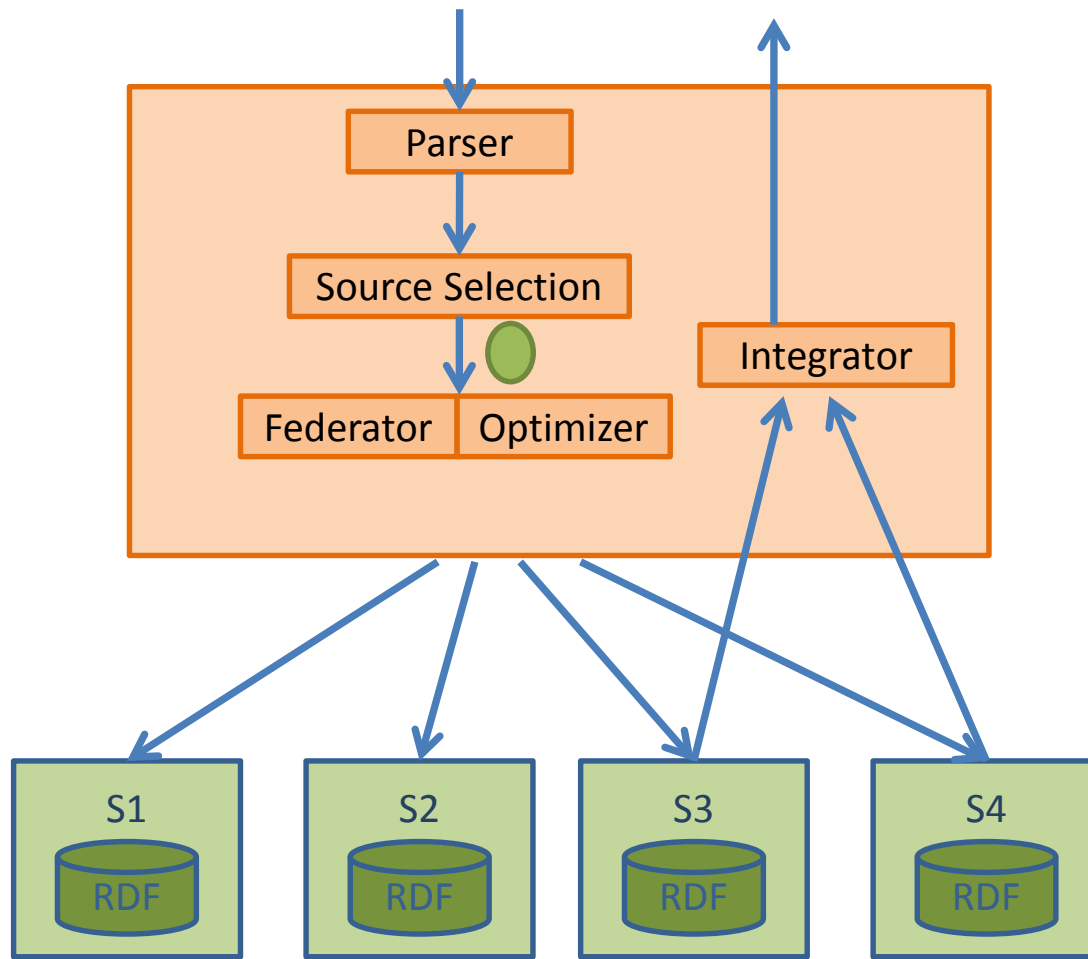 Parser
Source Selection
Integrator
Federator
Optimizer
S1
S2
S3
S4
RDF
RDF
RDF
RDF